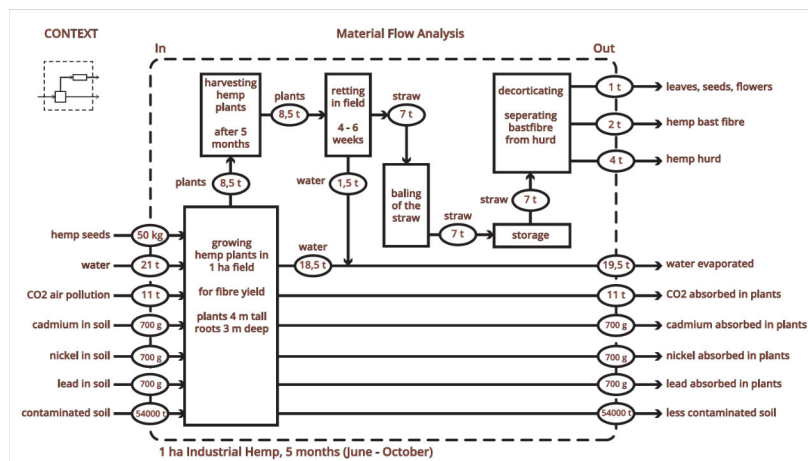 CONTEXT
Material Flow Analysis
In
Out
harvesting
hemp
plants
after 5
months
plants
8,5 t
retting
in field
4 - 6
weeks
straw
7 t
decorticating
seperating
bastfibre
from hurd
1 t
leaves, seeds, flowers
2 t
hemp bast fibre
4 t
hemp hurd
plants
8,5 t
water
1,5 t
baling
of the
straw
straw
7 t
straw
7 t
storage
hemp seeds
50 kg
growing
hemp plants in
1 ha field
for fibre yield
plants 4 m tall
roots 3 m deep
water
21 t
water
18,5 t
19,5 t
water evaporated
CO2 air pollution
11 t
11 t
CO2 absorbed in plants
cadmium in soil
700 g
700 g
cadmium absorbed in plants
nickel in soil
700 g
700 g
nickel absorbed in plants
lead in soil
700 g
700 g
lead absorbed in plants
contaminated soil
54000 t
54000 t
less contaminated soil
1 ha Industrial Hemp, 5 months (June - October)